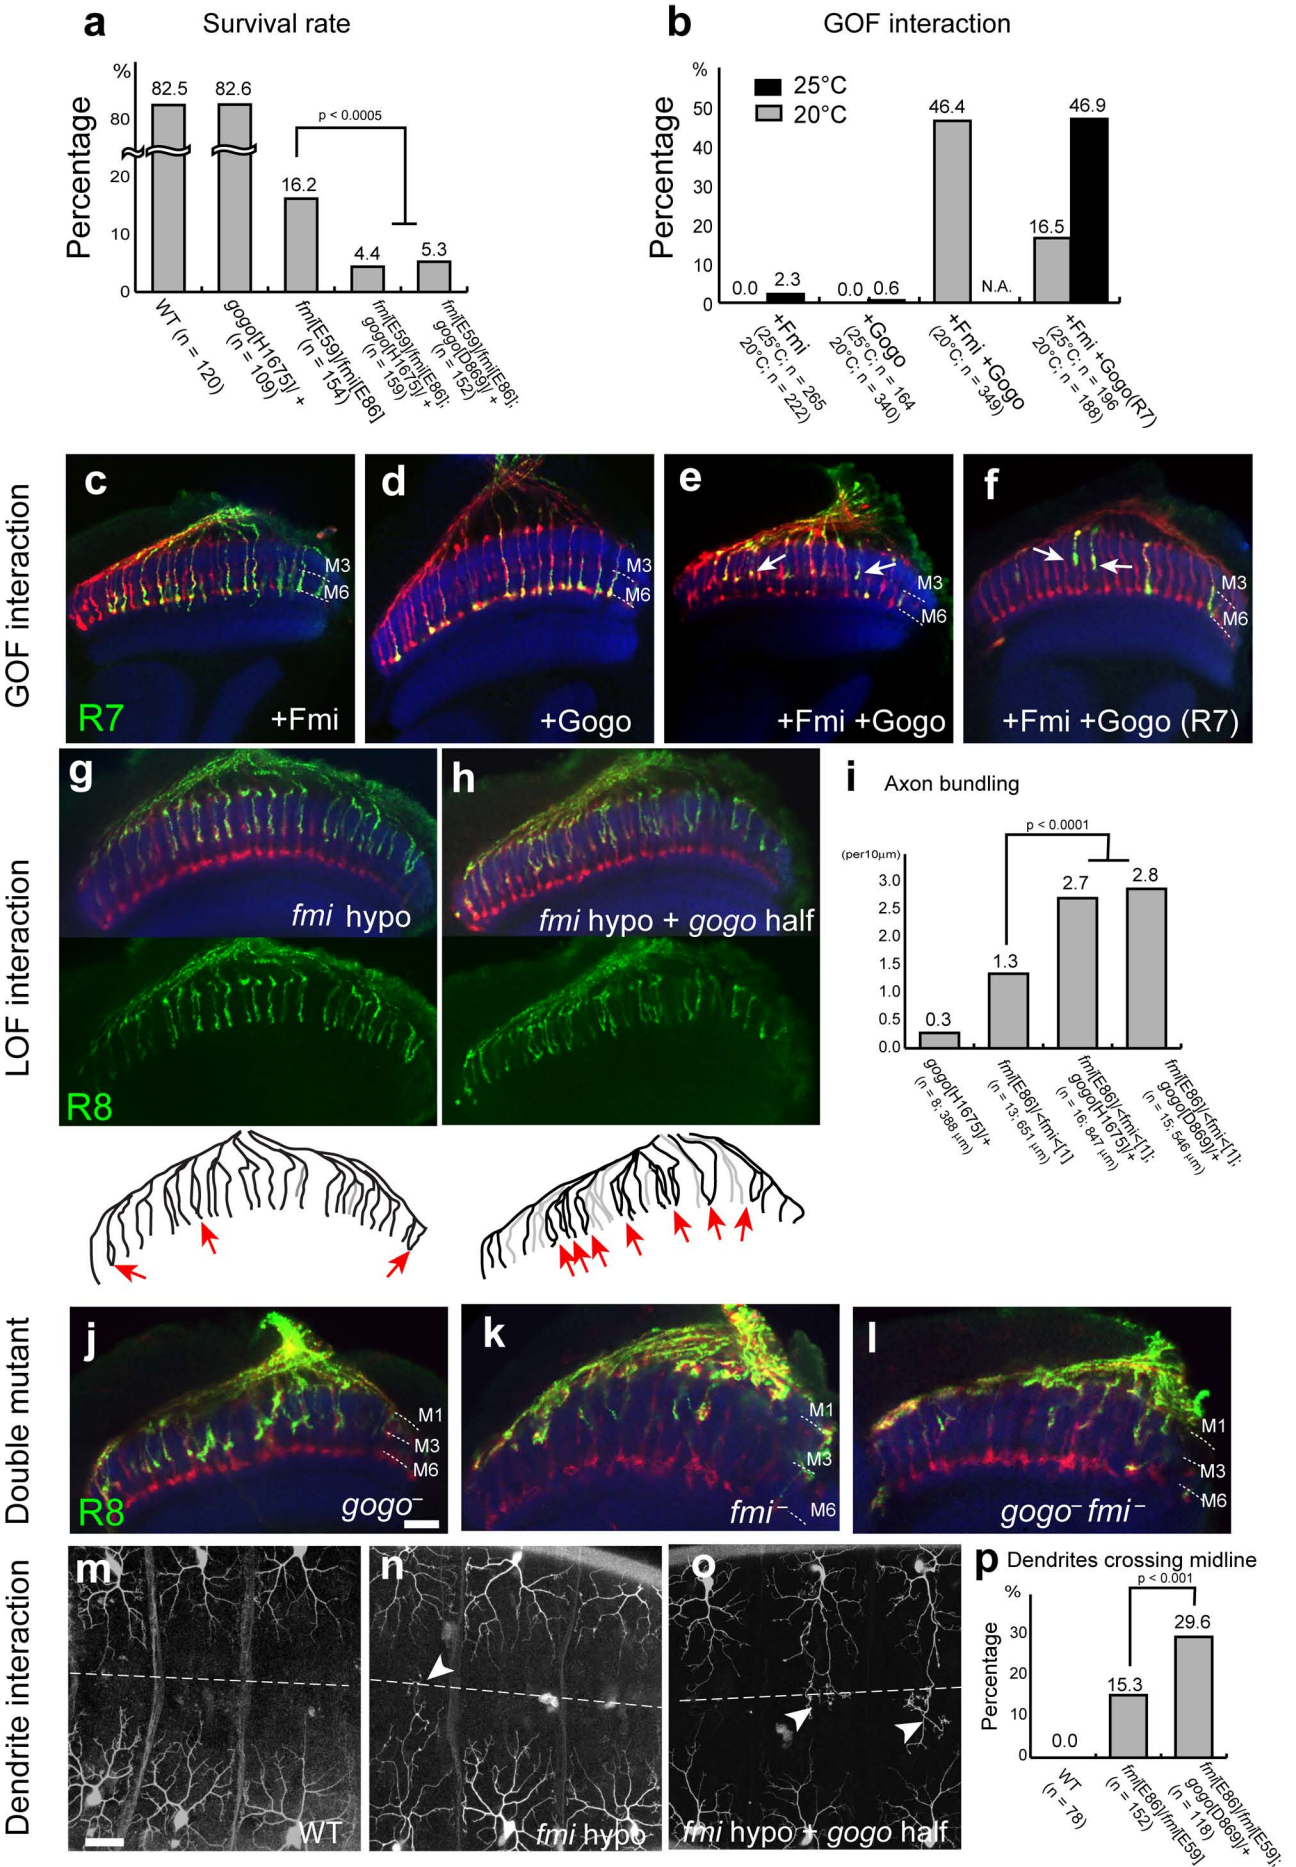 a Survival rate
%
Percentage
80
20
10
0
82.5
82.6
16.2
4.4
5.3
p < 0.0005
WT (n = 120)
gogo[H1675]/ +
(n = 109)
fmi[E59]/fmi[E86]
(n = 154)
fmi[E59]/fmi[E86];
gogo[H1675]/ +
(n = 159)
fmi[E59]/fmi[E86];
gogo[D869]/ +
(n = 152)
b GOF interaction
%
Percentage
50
40
30
20
10
0
25°C
20°C
0.0
2.3
0.0
0.6
46.4
N.A.
16.5
46.9
+Fmi
(25°C; n = 265
20°C; n = 222)
+Gogo
(25°C; n = 164
20°C; n = 340)
+Fmi +Gogo
(20°C; n = 349)
+Fmi +Gogo(R7)
(25°C; n = 196
20°C; n = 188)
GOF interaction
c
M3
M6
R7
+Fmi
d
M3
M6
+Gogo
e
M3
M6
+Fmi +Gogo
f
M3
M6
+Fmi +Gogo (R7)
LOF interaction
g
fmi hypo
R8
h
fmi hypo + gogo half
i Axon bundling
(per10μm)
3.0
2.5
2.0
1.5
1.0
0.5
0.0
0.3
1.3
2.7
2.8
p < 0.0001
gogo[H1675]/+
(n = 8; 388 μm)
fmi[E86]/<fmi<[1]
(n = 13; 651 μm)
fmi[E86]/<fmi<[1];
gogo[H1675]/+
(n = 16; 847 μm)
fmi[E86]/<fmi<[1];
gogo[D869]/+
(n = 15; 546 μm)
Double mutant
j
M1
M3
M6
R8
gogo–
k
M1
M3
M6
fmi–
l
M1
M3
M6
gogo– fmi–
Dendrite interaction
m
WT
n
fmi hypo
o
fmi hypo + gogo half
p Dendrites crossing midline
%
Percentage
30
20
10
0
0.0
15.3
29.6
p < 0.001
WT
(n = 78)
fmi[E86]/fmi[E59]
(n = 152)
fmi[E86]/fmi[E59];
gogo[D869]/+
(n = 118)